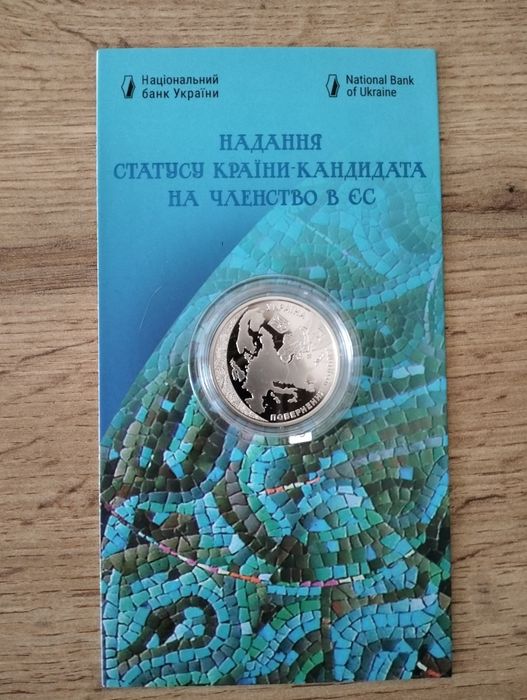 Національний
банк України
National Bank
of Ukraine
НАДАННЯ
СТАТУСУ КРАЇНИ-КАНДИДАТА
НА ЧЛЕНСТВО В ЄС
УКРАЇНА
ПОВЕРНЕННЯ